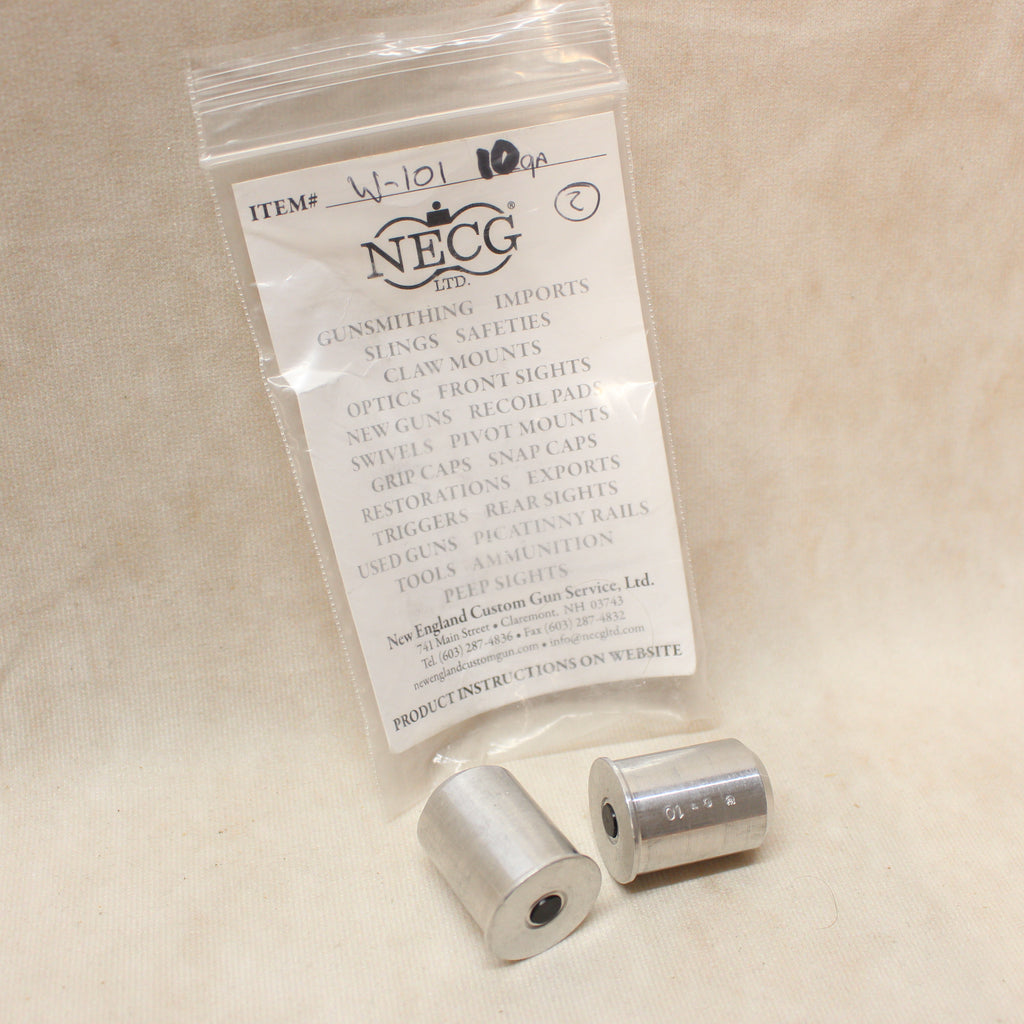 ITEM# W-101 10 gA
2
NECG®
LTD.
GUNSMITHING IMPORTS
SLINGS SAFETIES
CLAW MOUNTS
OPTICS FRONT SIGHTS
NEW GUNS RECOIL PADS
SWIVELS PIVOT MOUNTS
GRIP CAPS SNAP CAPS
RESTORATIONS EXPORTS
TRIGGERS REAR SIGHTS
USED GUNS PICATINNY RAILS
TOOLS AMMUNITION
PEEP SIGHTS
New England Custom Gun Service, Ltd.
741 Main Street • Claremont, NH 03743
Tel. (603) 287-4836 • Fax (603) 287-4832
newenglandcustomgun.com • info@necgltd.com
PRODUCT INSTRUCTIONS ON WEBSITE